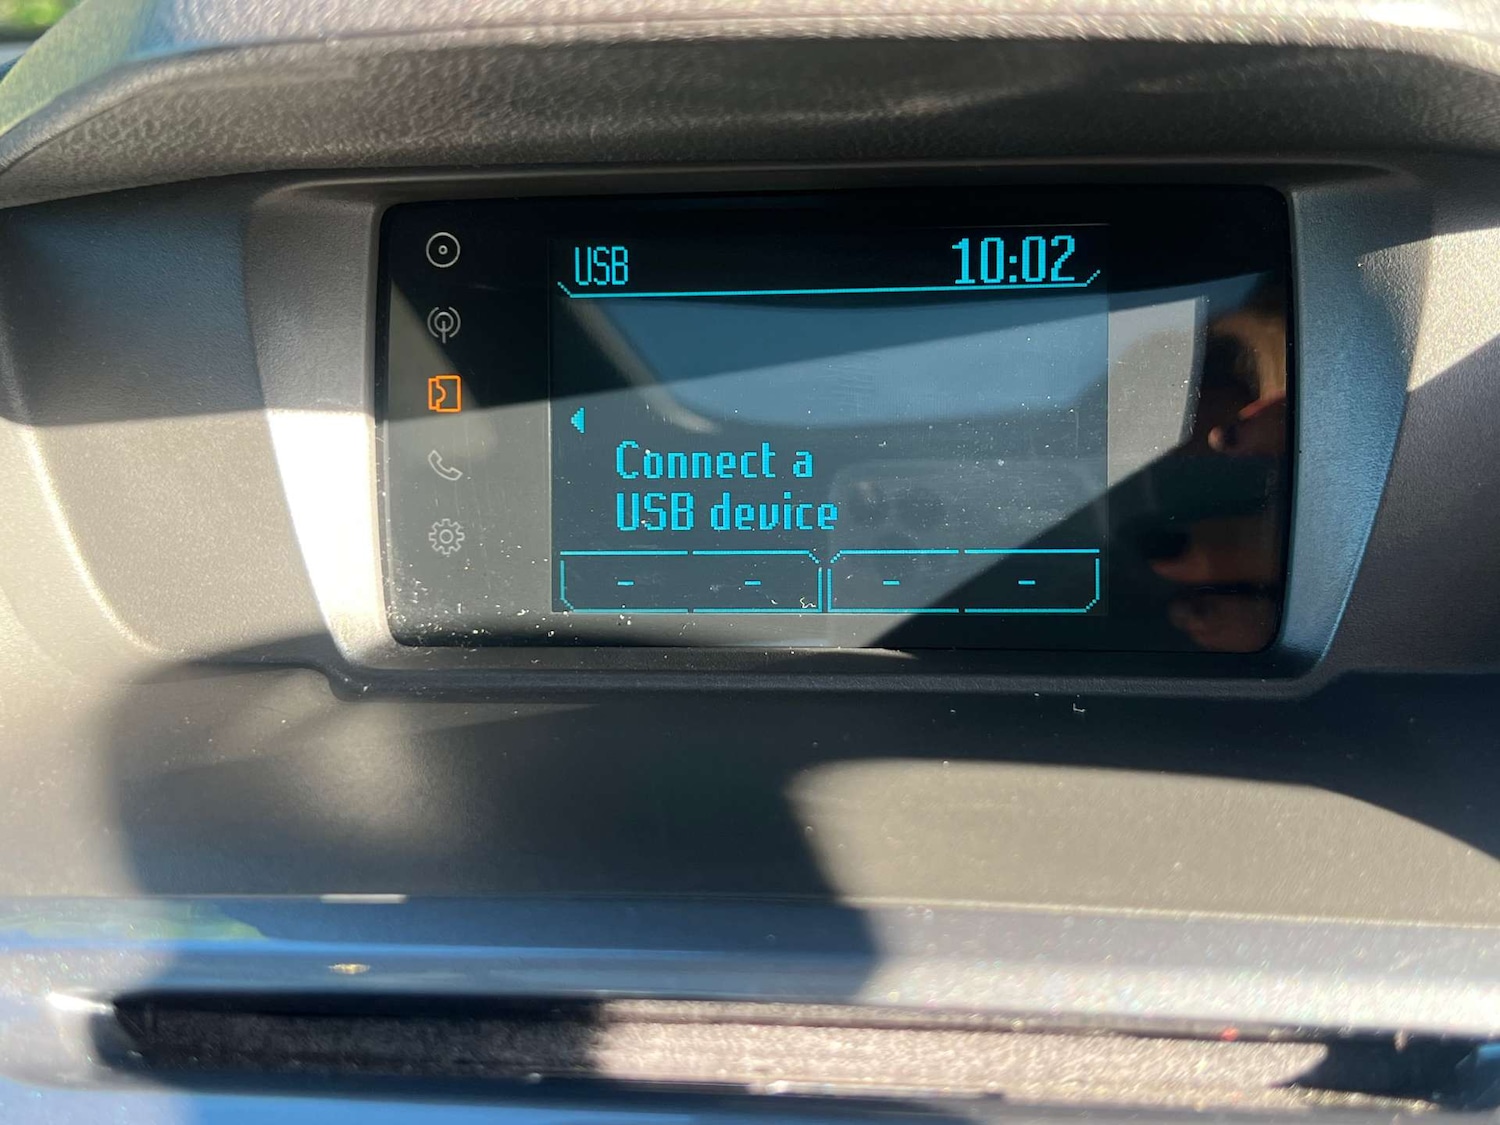 USB 10:02
Connect a
USB device
- - - -